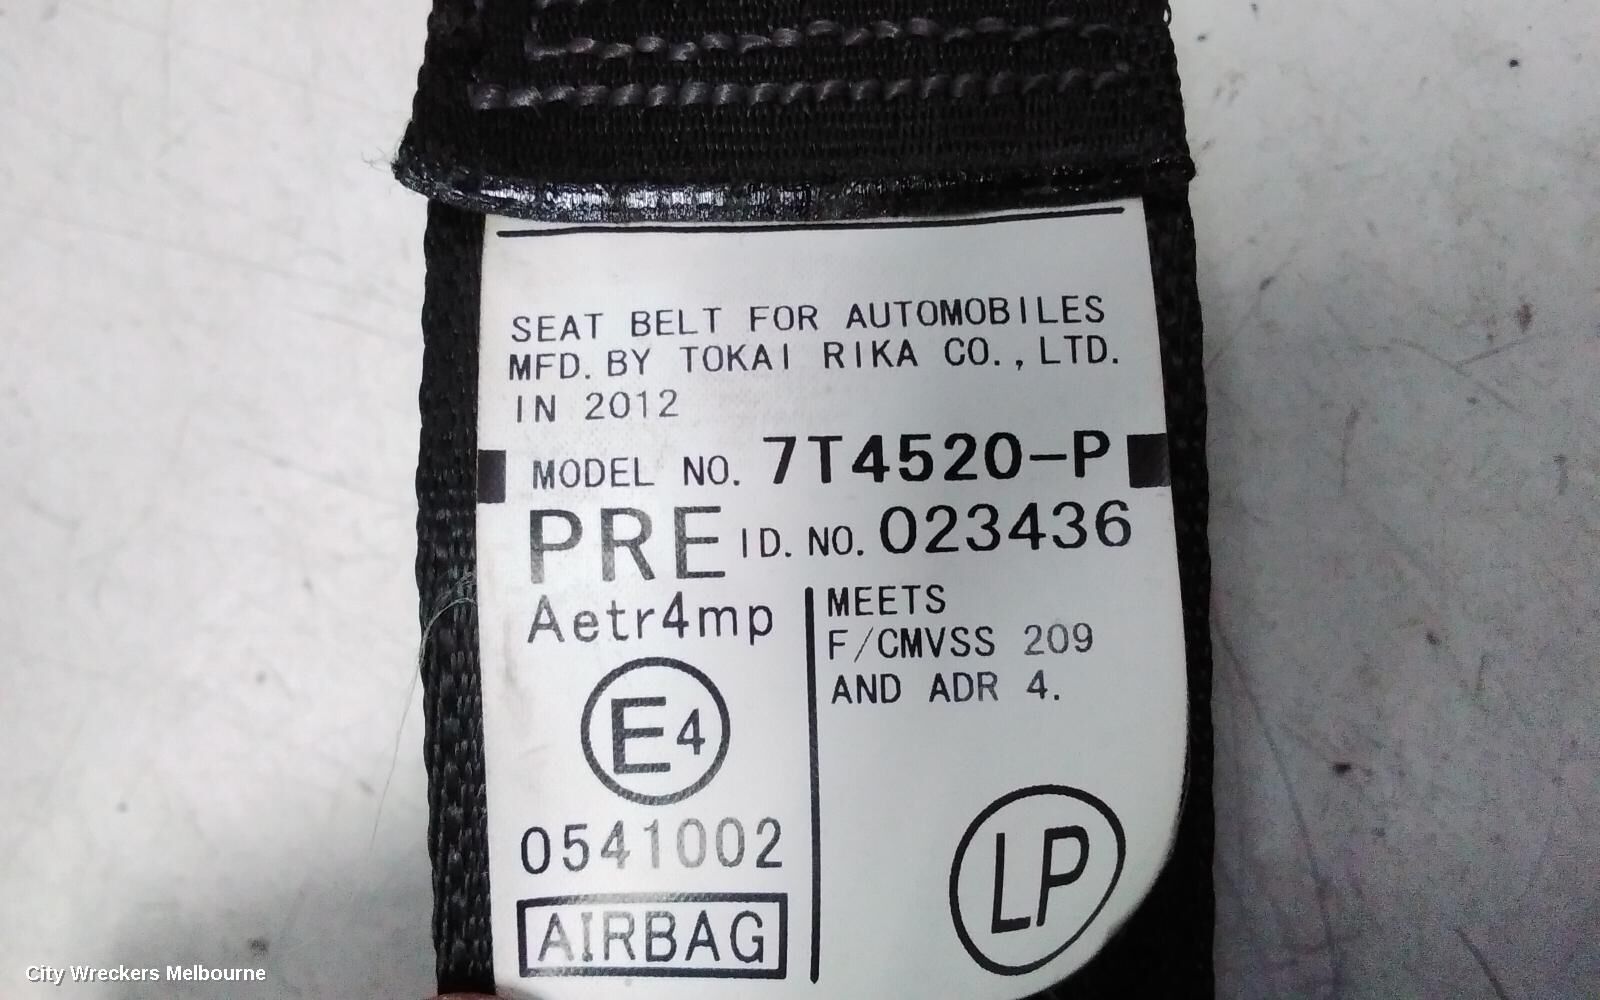 SEAT BELT FOR AUTOMOBILES
MFD. BY TOKAI RIKA CO., LTD.
IN 2012
MODEL NO. 7T4520-P
PRE ID. NO. 023436
Aetr4mp
E4
0541002
AIRBAG
MEETS
F/CMVSS 209
AND ADR 4.
LP
City Wreckers Melbourne